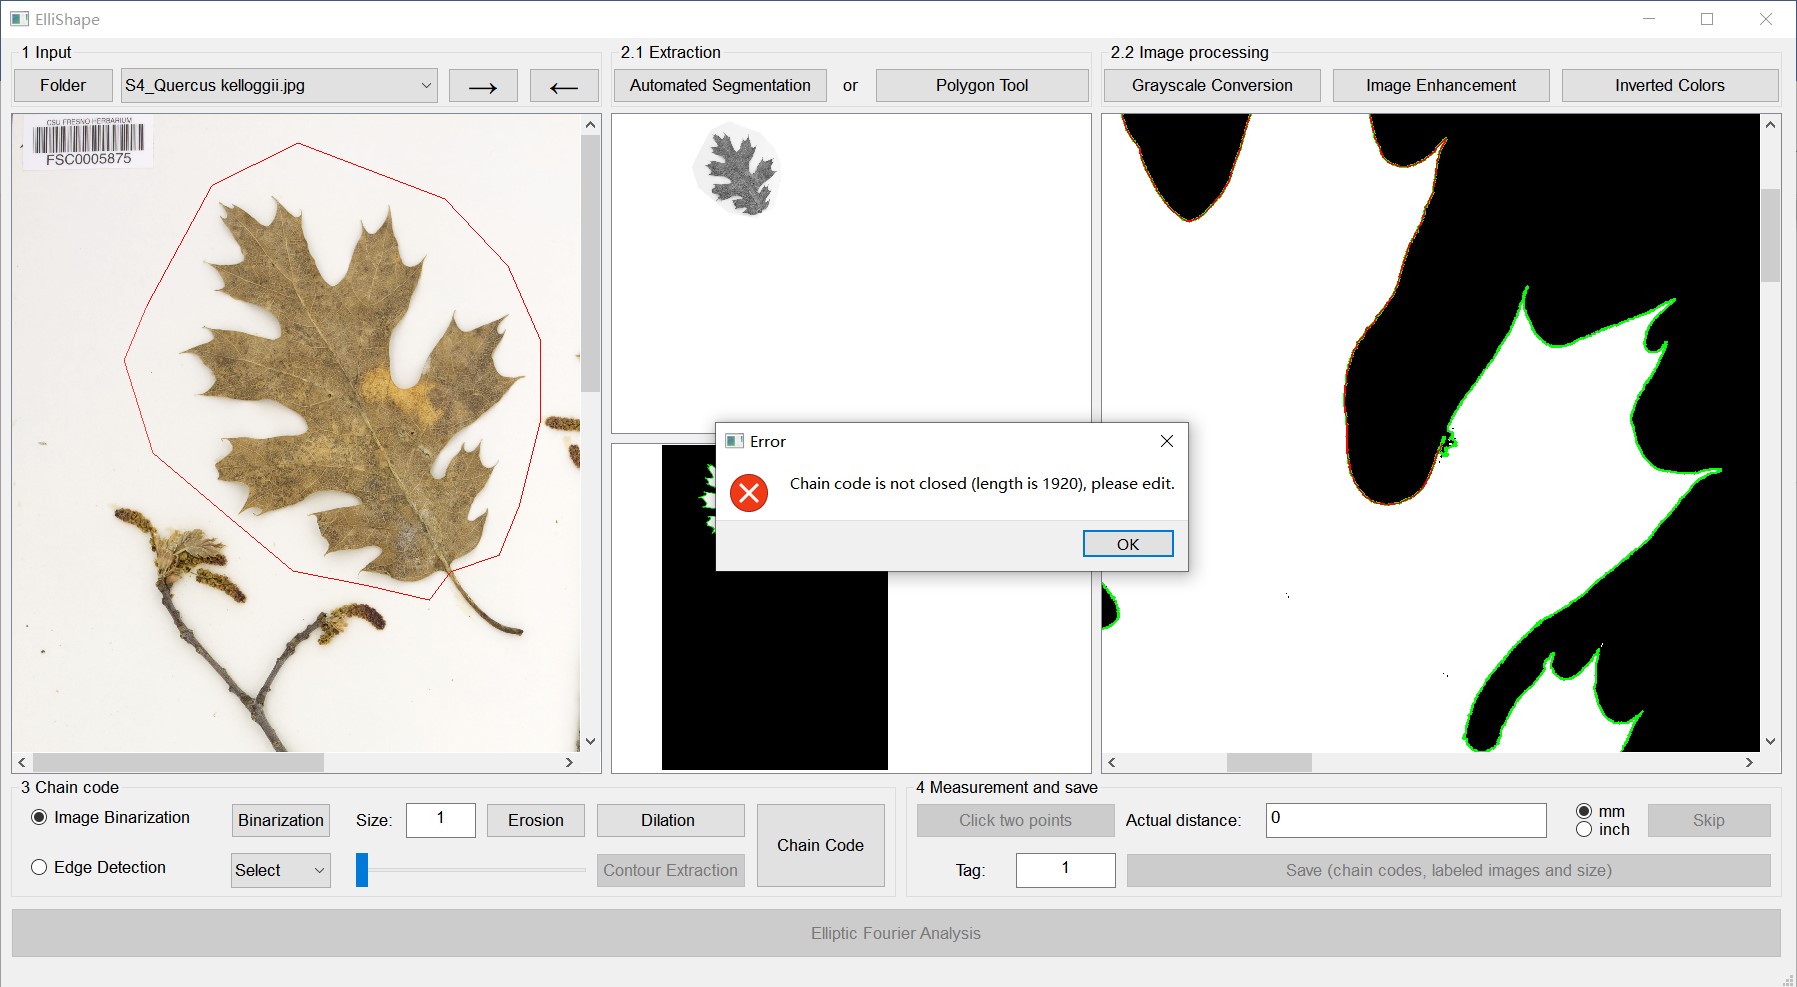 ElliShape
1 Input
2.1 Extraction
2.2 Image processing
Folder
S4_Quercus kelloggii.jpg
→
←
Automated Segmentation
or
Polygon Tool
Grayscale Conversion
Image Enhancement
Inverted Colors
CSU FRESNO HERBARIUM
FSC0005875
Error
Chain code is not closed (length is 1920), please edit.
OK
3 Chain code
Image Binarization
Binarization
Size:
1
Erosion
Dilation
Chain Code
Edge Detection
Select
Contour Extraction
4 Measurement and save
Click two points
Actual distance:
0
mm
inch
Skip
Tag:
1
Save (chain codes, labeled images and size)
Elliptic Fourier Analysis